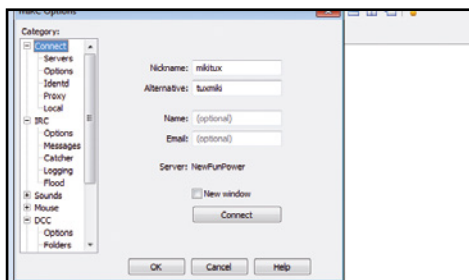 mIRC Options
Category:
Connect
Servers
Options
Identd
Proxy
Local
IRC
Options
Messages
Catcher
Logging
Flood
Sounds
Mouse
DCC
Options
Folders
Nickname: mikitux
Alternative: tuxmiki
Name: (optional)
Email: (optional)
Server: NewFunPower
New window
Connect
OK Cancel Help